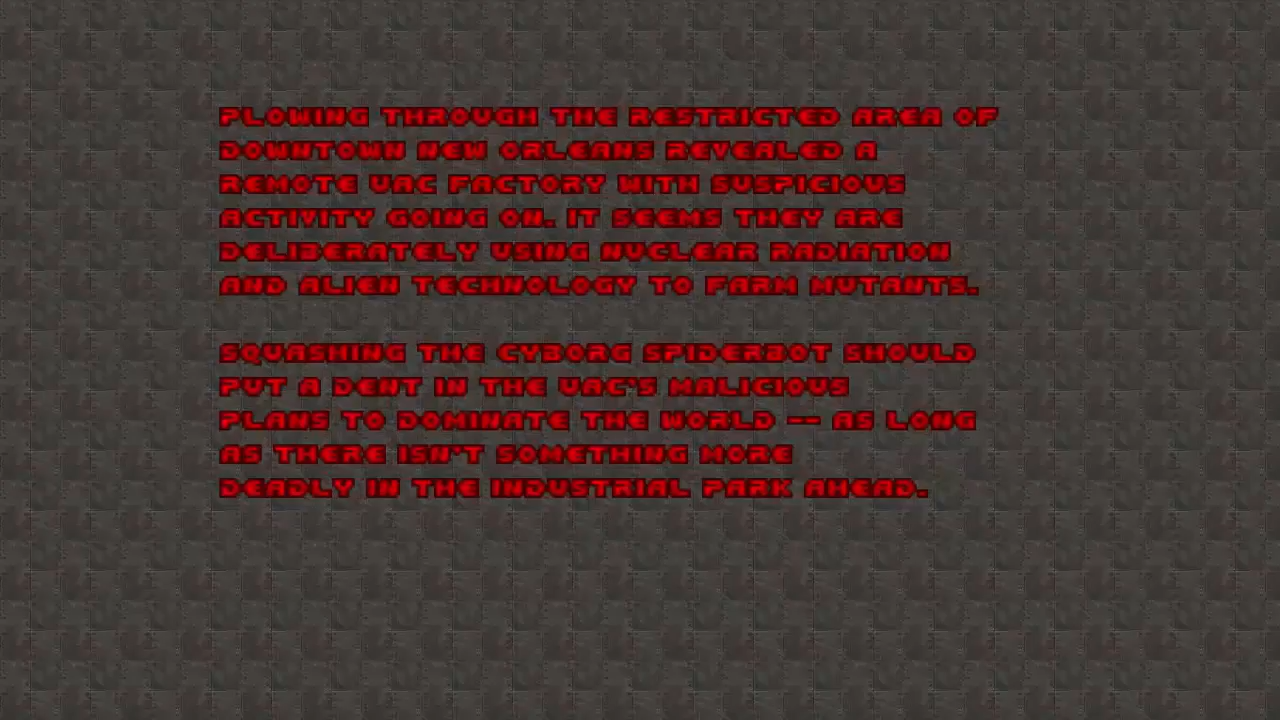 PLOWING THROUGH THE RESTRICTED AREA OF
DOWNTOWN NEW ORLEANS REVEALED A
REMOTE UAC FACTORY WITH SUSPICIOUS
ACTIVITY GOING ON. IT SEEMS THEY ARE
DELIBERATELY USING NUCLEAR RADIATION
AND ALIEN TECHNOLOGY TO FARM MUTANTS.
SQUASHING THE CYBORG SPIDERBOT SHOULD
PUT A DENT IN THE UAC'S MALICIOUS
PLANS TO DOMINATE THE WORLD -- AS LONG
AS THERE ISN'T SOMETHING MORE
DEADLY IN THE INDUSTRIAL PARK AHEAD.